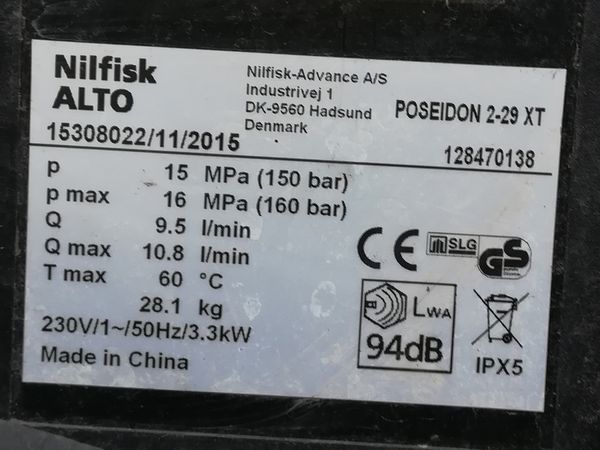 Nilfisk
ALTO
Nilfisk-Advance A/S
Industrivej 1
DK-9560 Hadsund
Denmark
POSEIDON 2-29 XT
15308022/11/2015
128470138
p 15 MPa (150 bar)
p max 16 MPa (160 bar)
Q 9.5 l/min
Q max 10.8 l/min
T max 60 °C
28.1 kg
230V/1~/50Hz/3.3kW
Made in China
CE
SLG
GS
LWA
94dB
IPX5